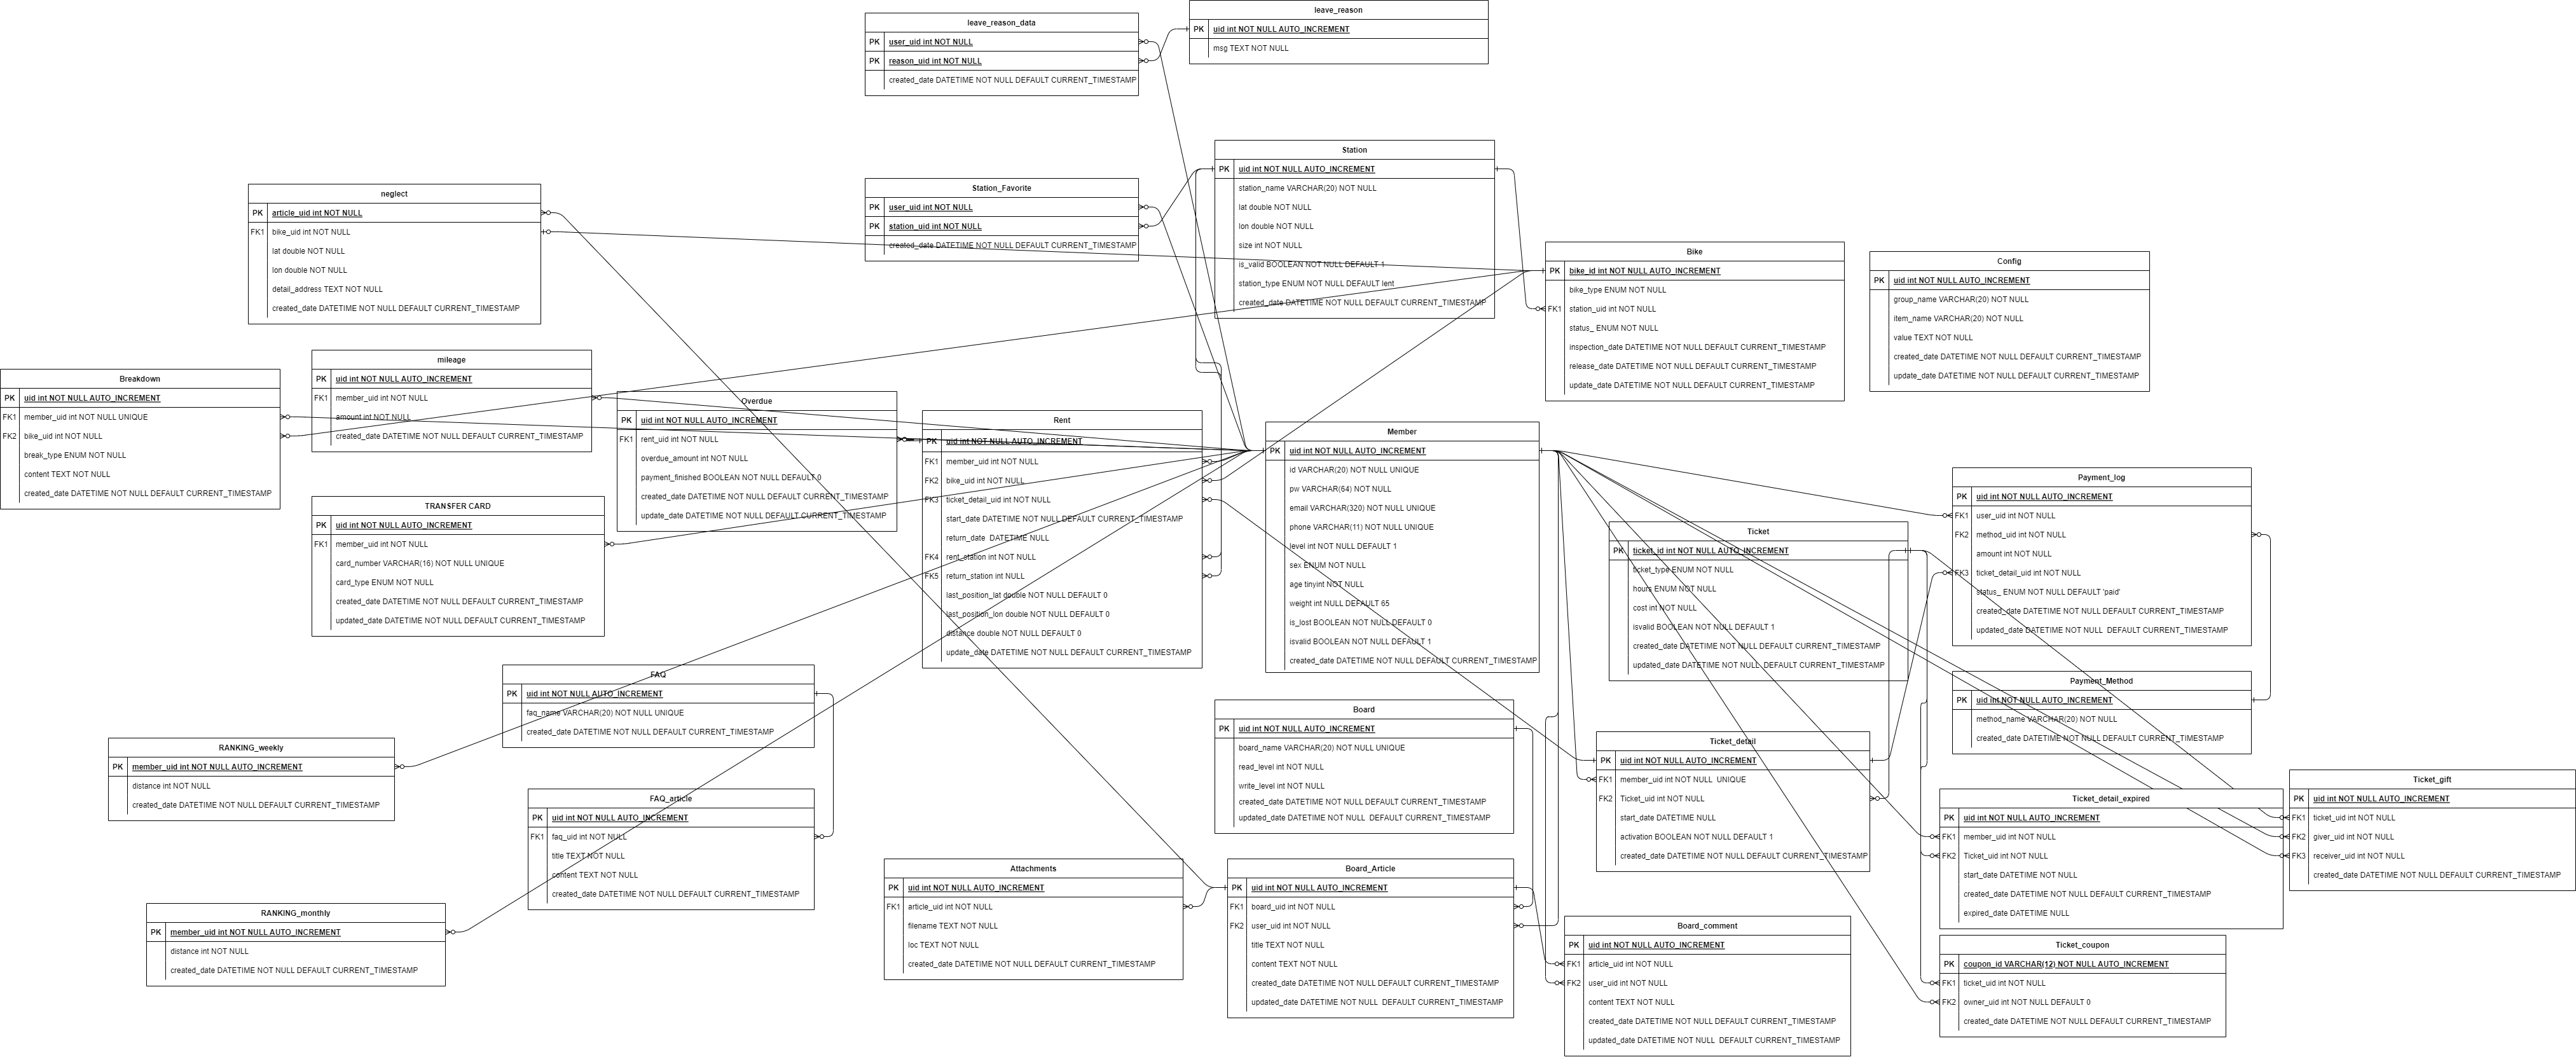 leave_reason_data
PK user_uid int NOT NULL
PK reason_uid int NOT NULL
created_date DATETIME NOT NULL DEFAULT CURRENT_TIMESTAMP
leave_reason
PK uid int NOT NULL AUTO_INCREMENT
msg TEXT NOT NULL
Station
PK uid int NOT NULL AUTO_INCREMENT
station_name VARCHAR(20) NOT NULL
lat double NOT NULL
lon double NOT NULL
size int NOT NULL
is_valid BOOLEAN NOT NULL DEFAULT 1
station_type ENUM NOT NULL DEFAULT lent
created_date DATETIME NOT NULL DEFAULT CURRENT_TIMESTAMP
Station_Favorite
PK user_uid int NOT NULL
station_uid int NOT NULL
created_date DATETIME NOT NULL DEFAULT CURRENT_TIMESTAMP
PK
neglect
PK article_uid int NOT NULL
FK1 bike_uid int NOT NULL
lat double NOT NULL
lon double NOT NULL
detail_address TEXT NOT NULL
created_date DATETIME NOT NULL DEFAULT CURRENT_TIMESTAMP
Bike
PK bike_id int NOT NULL AUTO_INCREMENT
bike_type ENUM NOT NULL
FK1 station_uid int NOT NULL
status_ ENUM NOT NULL
inspection_date DATETIME NOT NULL DEFAULT CURRENT_TIMESTAMP
release_date DATETIME NOT NULL DEFAULT CURRENT_TIMESTAMP
update_date DATETIME NOT NULL DEFAULT CURRENT_TIMESTAMP
Config
PK uid int NOT NULL AUTO_INCREMENT
group_name VARCHAR(20) NOT NULL
item_name VARCHAR(20) NOT NULL
value TEXT NOT NULL
created_date DATETIME NOT NULL DEFAULT CURRENT_TIMESTAMP
update_date DATETIME NOT NULL DEFAULT CURRENT_TIMESTAMP
Breakdown
PK uid int NOT NULL AUTO_INCREMENT
FK1 member_uid int NOT NULL UNIQUE
FK2 bike_uid int NOT NULL
break_type ENUM NOT NULL
content TEXT NOT NULL
created_date DATETIME NOT NULL DEFAULT CURRENT_TIMESTAMP
mileage
PK uid int NOT NULL AUTO_INCREMENT
FK1 member_uid int NOT NULL
amount int NOT NULL
created_date DATETIME NOT NULL DEFAULT CURRENT_TIMESTAMP
Overdue
PK uid int NOT NULL AUTO_INCREMENT
FK1 rent_uid int NOT NULL
overdue_amount int NOT NULL
payment_finished BOOLEAN NOT NULL DEFAULT 0
created_date DATETIME NOT NULL DEFAULT CURRENT_TIMESTAMP
update_date DATETIME NOT NULL DEFAULT CURRENT_TIMESTAMP
Rent
PK uid int NOT NULL AUTO_INCREMENT
FK1 member_uid int NOT NULL
FK2 bike_uid int NOT NULL
FK3 ticket_detail_uid int NOT NULL
start_date DATETIME NOT NULL DEFAULT CURRENT_TIMESTAMP
return_date  DATETIME NULL
FK4 rent_station int NOT NULL
FK5 return_station int NULL
last_position_lat double NOT NULL DEFAULT 0
last_position_lon double NOT NULL DEFAULT 0
distance double NOT NULL DEFAULT 0
update_date DATETIME NOT NULL DEFAULT CURRENT_TIMESTAMP
Member
PK uid int NOT NULL AUTO_INCREMENT
id VARCHAR(20) NOT NULL UNIQUE
pw VARCHAR(64) NOT NULL
email VARCHAR(320) NOT NULL UNIQUE
phone VARCHAR(11) NOT NULL UNIQUE
level int NOT NULL DEFAULT 1
sex ENUM NOT NULL
age tinyint NOT NULL
weight int NULL DEFAULT 65
is_lost BOOLEAN NOT NULL DEFAULT 0
isvalid BOOLEAN NOT NULL DEFAULT 1
created_date DATETIME NOT NULL DEFAULT CURRENT_TIMESTAMP
TRANSFER CARD
PK uid int NOT NULL AUTO_INCREMENT
FK1 member_uid int NOT NULL
card_number VARCHAR(16) NOT NULL UNIQUE
card_type ENUM NOT NULL
created_date DATETIME NOT NULL DEFAULT CURRENT_TIMESTAMP
updated_date DATETIME NOT NULL DEFAULT CURRENT_TIMESTAMP
Ticket
PK ticket_id int NOT NULL AUTO_INCREMENT
ticket_type ENUM NOT NULL
hours ENUM NOT NULL
cost int NOT NULL
isvalid BOOLEAN NOT NULL DEFAULT 1
created_date DATETIME NOT NULL DEFAULT CURRENT_TIMESTAMP
updated_date DATETIME NOT NULL  DEFAULT CURRENT_TIMESTAMP
Payment_log
PK uid int NOT NULL AUTO_INCREMENT
FK1 user_uid int NOT NULL
FK2 method_uid int NOT NULL
amount int NOT NULL
FK3 ticket_detail_uid int NOT NULL
status_ ENUM NOT NULL DEFAULT 'paid'
created_date DATETIME NOT NULL DEFAULT CURRENT_TIMESTAMP
updated_date DATETIME NOT NULL  DEFAULT CURRENT_TIMESTAMP
Payment_Method
PK uid int NOT NULL AUTO_INCREMENT
method_name VARCHAR(20) NOT NULL
created_date DATETIME NOT NULL DEFAULT CURRENT_TIMESTAMP
FAQ
PK uid int NOT NULL AUTO_INCREMENT
faq_name VARCHAR(20) NOT NULL UNIQUE
created_date DATETIME NOT NULL DEFAULT CURRENT_TIMESTAMP
RANKING_weekly
PK member_uid int NOT NULL AUTO_INCREMENT
distance int NOT NULL
created_date DATETIME NOT NULL DEFAULT CURRENT_TIMESTAMP
FAQ_article
PK uid int NOT NULL AUTO_INCREMENT
FK1 faq_uid int NOT NULL
title TEXT NOT NULL
content TEXT NOT NULL
created_date DATETIME NOT NULL DEFAULT CURRENT_TIMESTAMP
RANKING_monthly
PK member_uid int NOT NULL AUTO_INCREMENT
distance int NOT NULL
created_date DATETIME NOT NULL DEFAULT CURRENT_TIMESTAMP
Board
PK uid int NOT NULL AUTO_INCREMENT
board_name VARCHAR(20) NOT NULL UNIQUE
read_level int NOT NULL
write_level int NOT NULL
created_date DATETIME NOT NULL DEFAULT CURRENT_TIMESTAMP
updated_date DATETIME NOT NULL  DEFAULT CURRENT_TIMESTAMP
Ticket_detail
PK uid int NOT NULL AUTO_INCREMENT
FK1 member_uid int NOT NULL  UNIQUE
FK2 Ticket_uid int NOT NULL
start_date DATETIME NULL
activation BOOLEAN NOT NULL DEFAULT 1
created_date DATETIME NOT NULL DEFAULT CURRENT_TIMESTAMP
Ticket_detail_expired
PK uid int NOT NULL AUTO_INCREMENT
FK1 member_uid int NOT NULL
FK2 Ticket_uid int NOT NULL
start_date DATETIME NOT NULL
created_date DATETIME NOT NULL DEFAULT CURRENT_TIMESTAMP
expired_date DATETIME NULL
Ticket_gift
PK uid int NOT NULL AUTO_INCREMENT
FK1 ticket_uid int NOT NULL
FK2 giver_uid int NOT NULL
FK3 receiver_uid int NOT NULL
created_date DATETIME NOT NULL DEFAULT CURRENT_TIMESTAMP
Attachments
PK uid int NOT NULL AUTO_INCREMENT
FK1 article_uid int NOT NULL
filename TEXT NOT NULL
loc TEXT NOT NULL
created_date DATETIME NOT NULL DEFAULT CURRENT_TIMESTAMP
Board_Article
PK uid int NOT NULL AUTO_INCREMENT
FK1 board_uid int NOT NULL
FK2 user_uid int NOT NULL
title TEXT NOT NULL
content TEXT NOT NULL
created_date DATETIME NOT NULL DEFAULT CURRENT_TIMESTAMP
updated_date DATETIME NOT NULL  DEFAULT CURRENT_TIMESTAMP
Board_comment
PK uid int NOT NULL AUTO_INCREMENT
FK1 article_uid int NOT NULL
FK2 user_uid int NOT NULL
content TEXT NOT NULL
created_date DATETIME NOT NULL DEFAULT CURRENT_TIMESTAMP
updated_date DATETIME NOT NULL  DEFAULT CURRENT_TIMESTAMP
Ticket_coupon
PK coupon_id VARCHAR(12) NOT NULL AUTO_INCREMENT
FK1 ticket_uid int NOT NULL
FK2 owner_uid int NOT NULL DEFAULT 0
created_date DATETIME NOT NULL DEFAULT CURRENT_TIMESTAMP